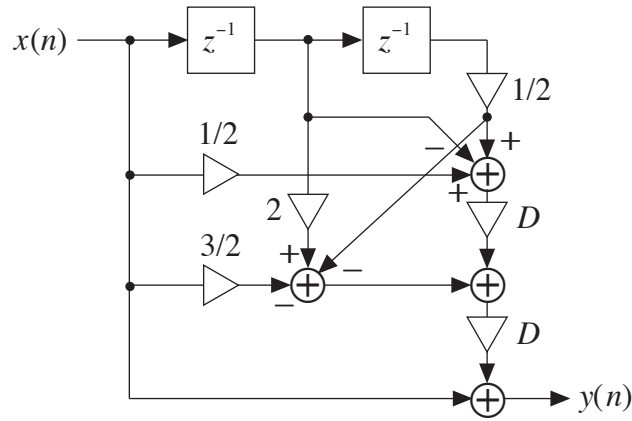 x(n)
z⁻¹
z⁻¹
1/2
1/2
− +
+
2
D
3/2
+ −
−
D
y(n)